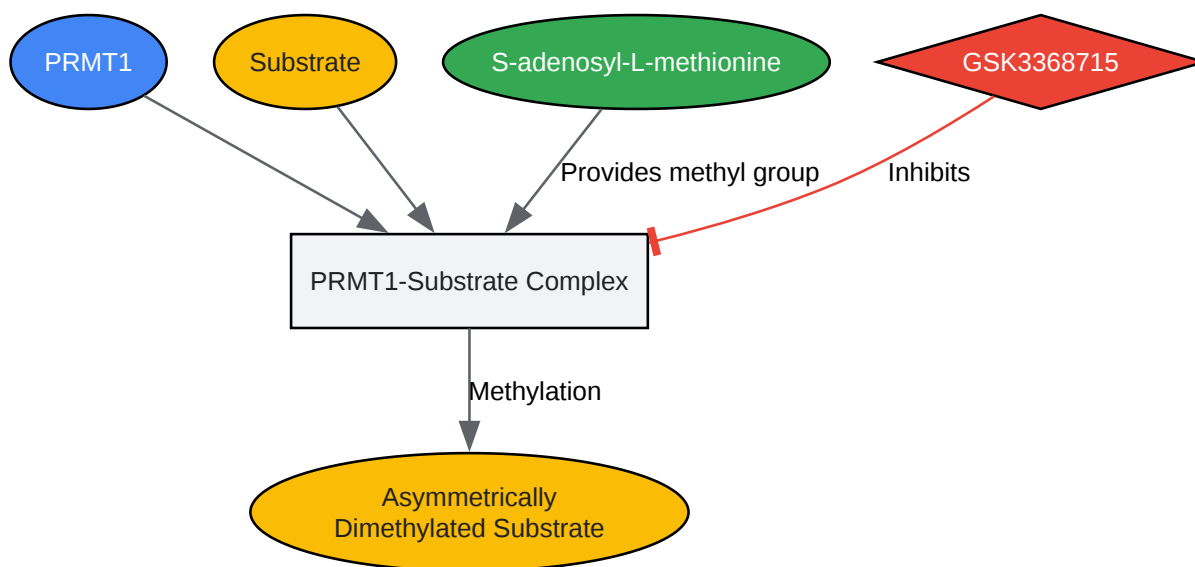 PRMT1
Substrate
S-adenosyl-L-methionine
GSK3368715
Provides methyl group
Inhibits
PRMT1-Substrate Complex
Methylation
Asymmetrically
Dimethylated Substrate